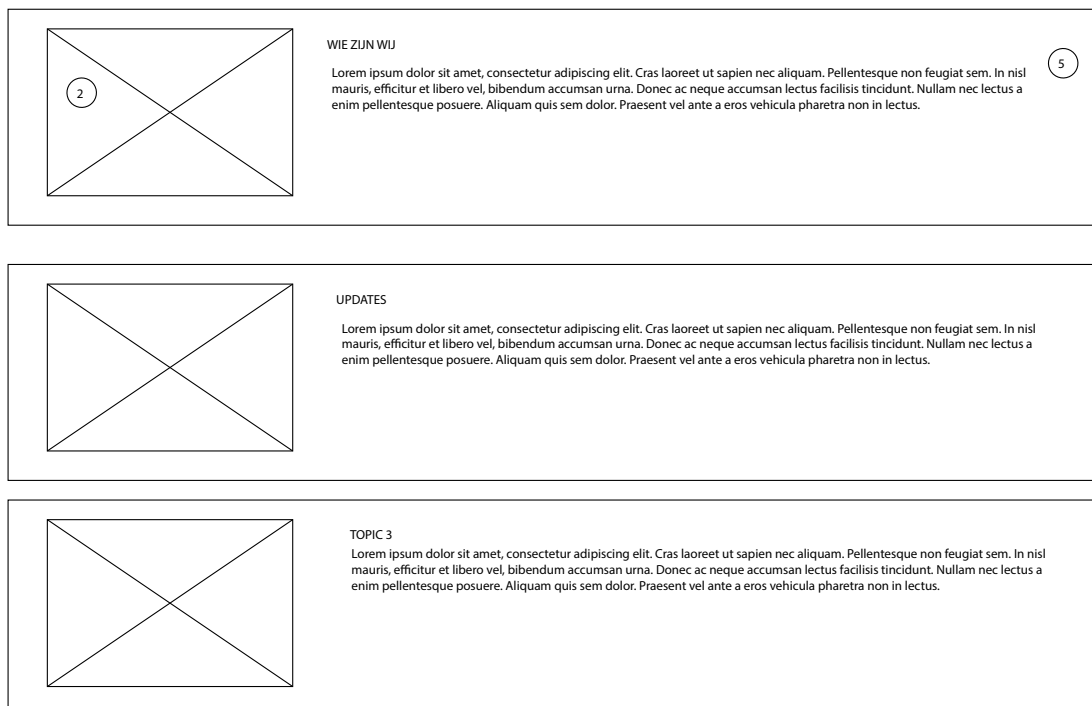 WIE ZIJN WIJ
5
Lorem ipsum dolor sit amet, consectetur adipiscing elit. Cras laoreet ut sapien nec aliquam. Pellentesque non feugiat sem. In nisl
2
mauris, efficitur et libero vel, bibendum accumsan urna. Donec ac neque accumsan lectus facilisis tincidunt. Nullam nec lectus a
enim pellentesque posuere. Aliquam quis sem dolor. Praesent vel ante a eros vehicula pharetra non in lectus.
UPDATES
Lorem ipsum dolor sit amet, consectetur adipiscing elit. Cras laoreet ut sapien nec aliquam. Pellentesque non feugiat sem. In nisl
mauris, efficitur et libero vel, bibendum accumsan urna. Donec ac neque accumsan lectus facilisis tincidunt. Nullam nec lectus a
enim pellentesque posuere. Aliquam quis sem dolor. Praesent vel ante a eros vehicula pharetra non in lectus.
TOPIC 3
Lorem ipsum dolor sit amet, consectetur adipiscing elit. Cras laoreet ut sapien nec aliquam. Pellentesque non feugiat sem. In nisl
mauris, efficitur et libero vel, bibendum accumsan urna. Donec ac neque accumsan lectus facilisis tincidunt. Nullam nec lectus a
enim pellentesque posuere. Aliquam quis sem dolor. Praesent vel ante a eros vehicula pharetra non in lectus.